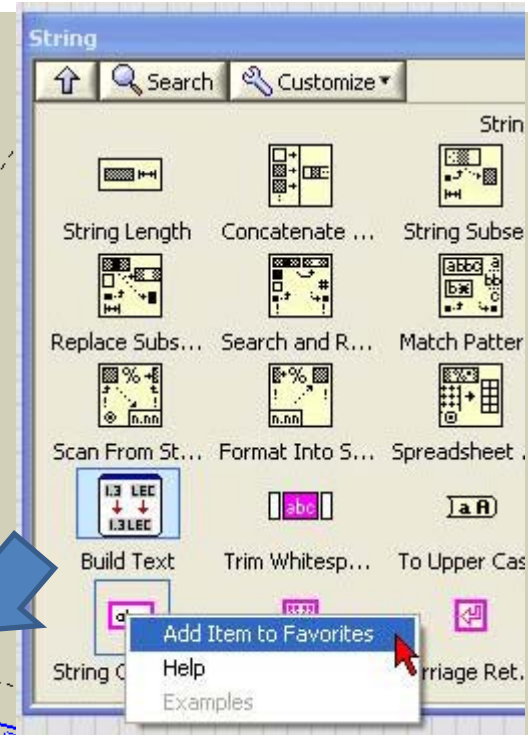 String
Search Customize
Strin
String Length Concatenate ... String Subse
Replace Subs... Search and R... Match Patter
Scan From St... Format Into S... Spreadsheet .
Build Text Trim Whitesp... To Upper Cas
String C
Add Item to Favorites
Help
Examples
rriage Ret.